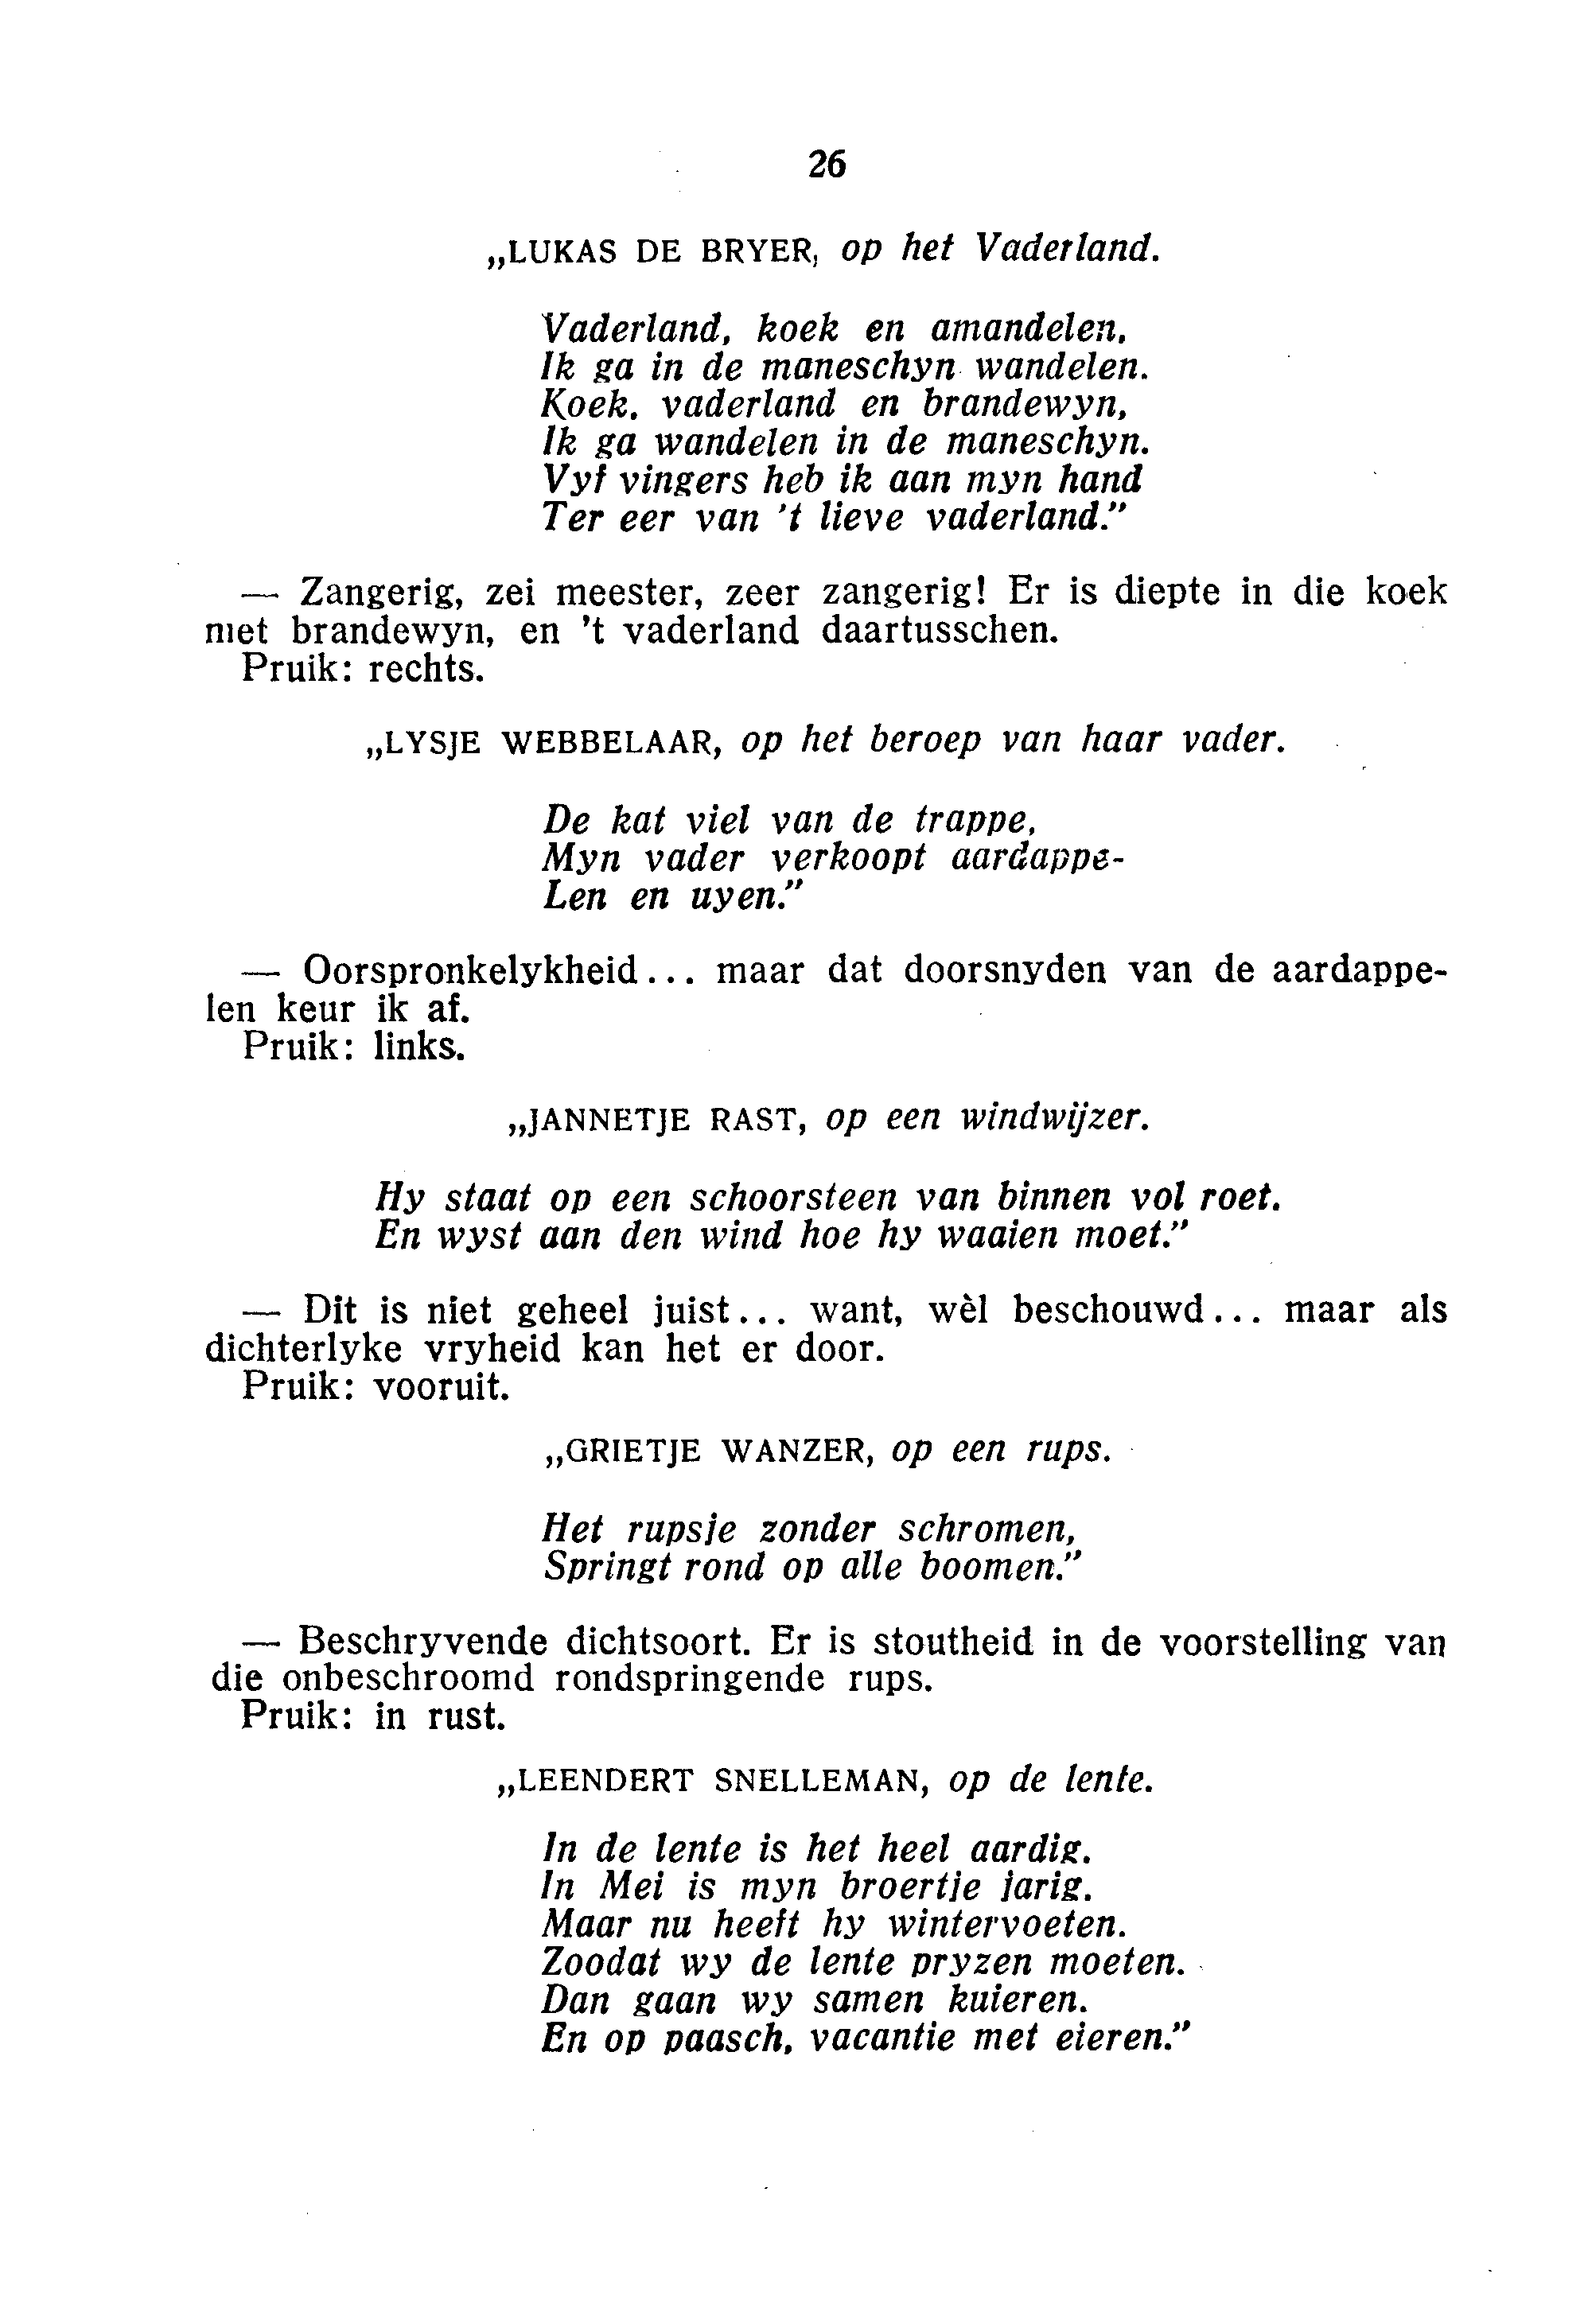 26
„LUKAS DE BRYER, op het Vaderland.
Vaderland, koek en amandelen,
Ik ga in de maneschyn wandelen.
Koek, vaderland en brandewyn,
Ik ga wandelen in de maneschyn.
Vyf vingers heb ik aan myn hand
Ter eer van 't lieve vaderland.”
— Zangerig, zei meester, zeer zangerig! Er is diepte in die koek
met brandewyn, en 't vaderland daartusschen.
Pruik: rechts.
„LYSJE WEBBELAAR, op het beroep van haar vader.
De kat viel van de trappe,
Myn vader verkoopt aardappe-
Len en uyen.”
— Oorspronkelykheid... maar dat doorsnyden van de aardappe-
len keur ik af.
Pruik: links.
„JANNETJE RAST, op een windwijzer.
Hy staat op een schoorsteen van binnen vol roet.
En wyst aan den wind hoe hy waaien moet.”
— Dit is niet geheel juist... want, wèl beschouwd... maar als
dichterlyke vryheid kan het er door.
Pruik: vooruit.
„GRIETJE WANZER, op een rups.
Het rupsje zonder schromen,
Springt rond op alle boomen.”
— Beschryvende dichtsoort. Er is stoutheid in de voorstelling van
die onbeschroomd rondspringende rups.
Pruik: in rust.
„LEENDERT SNELLEMAN, op de lente.
In de lente is het heel aardig.
In Mei is myn broertje jarig.
Maar nu heeft hy wintervoeten.
Zoodat wy de lente pryzen moeten.
Dan gaan wy samen kuieren.
En op paasch, vacantie met eieren.”